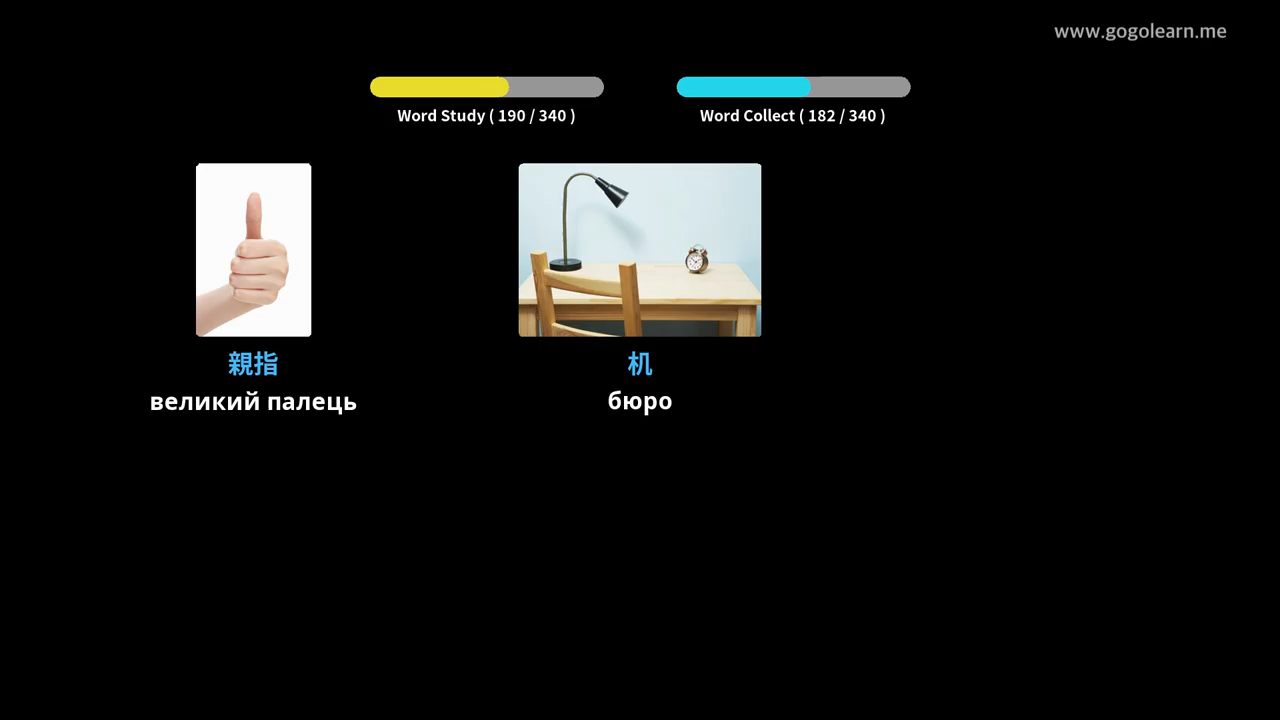 www.gogolearn.me
Word Study ( 190 / 340 )
Word Collect ( 182 / 340 )
親指
机
великий палець
бюро